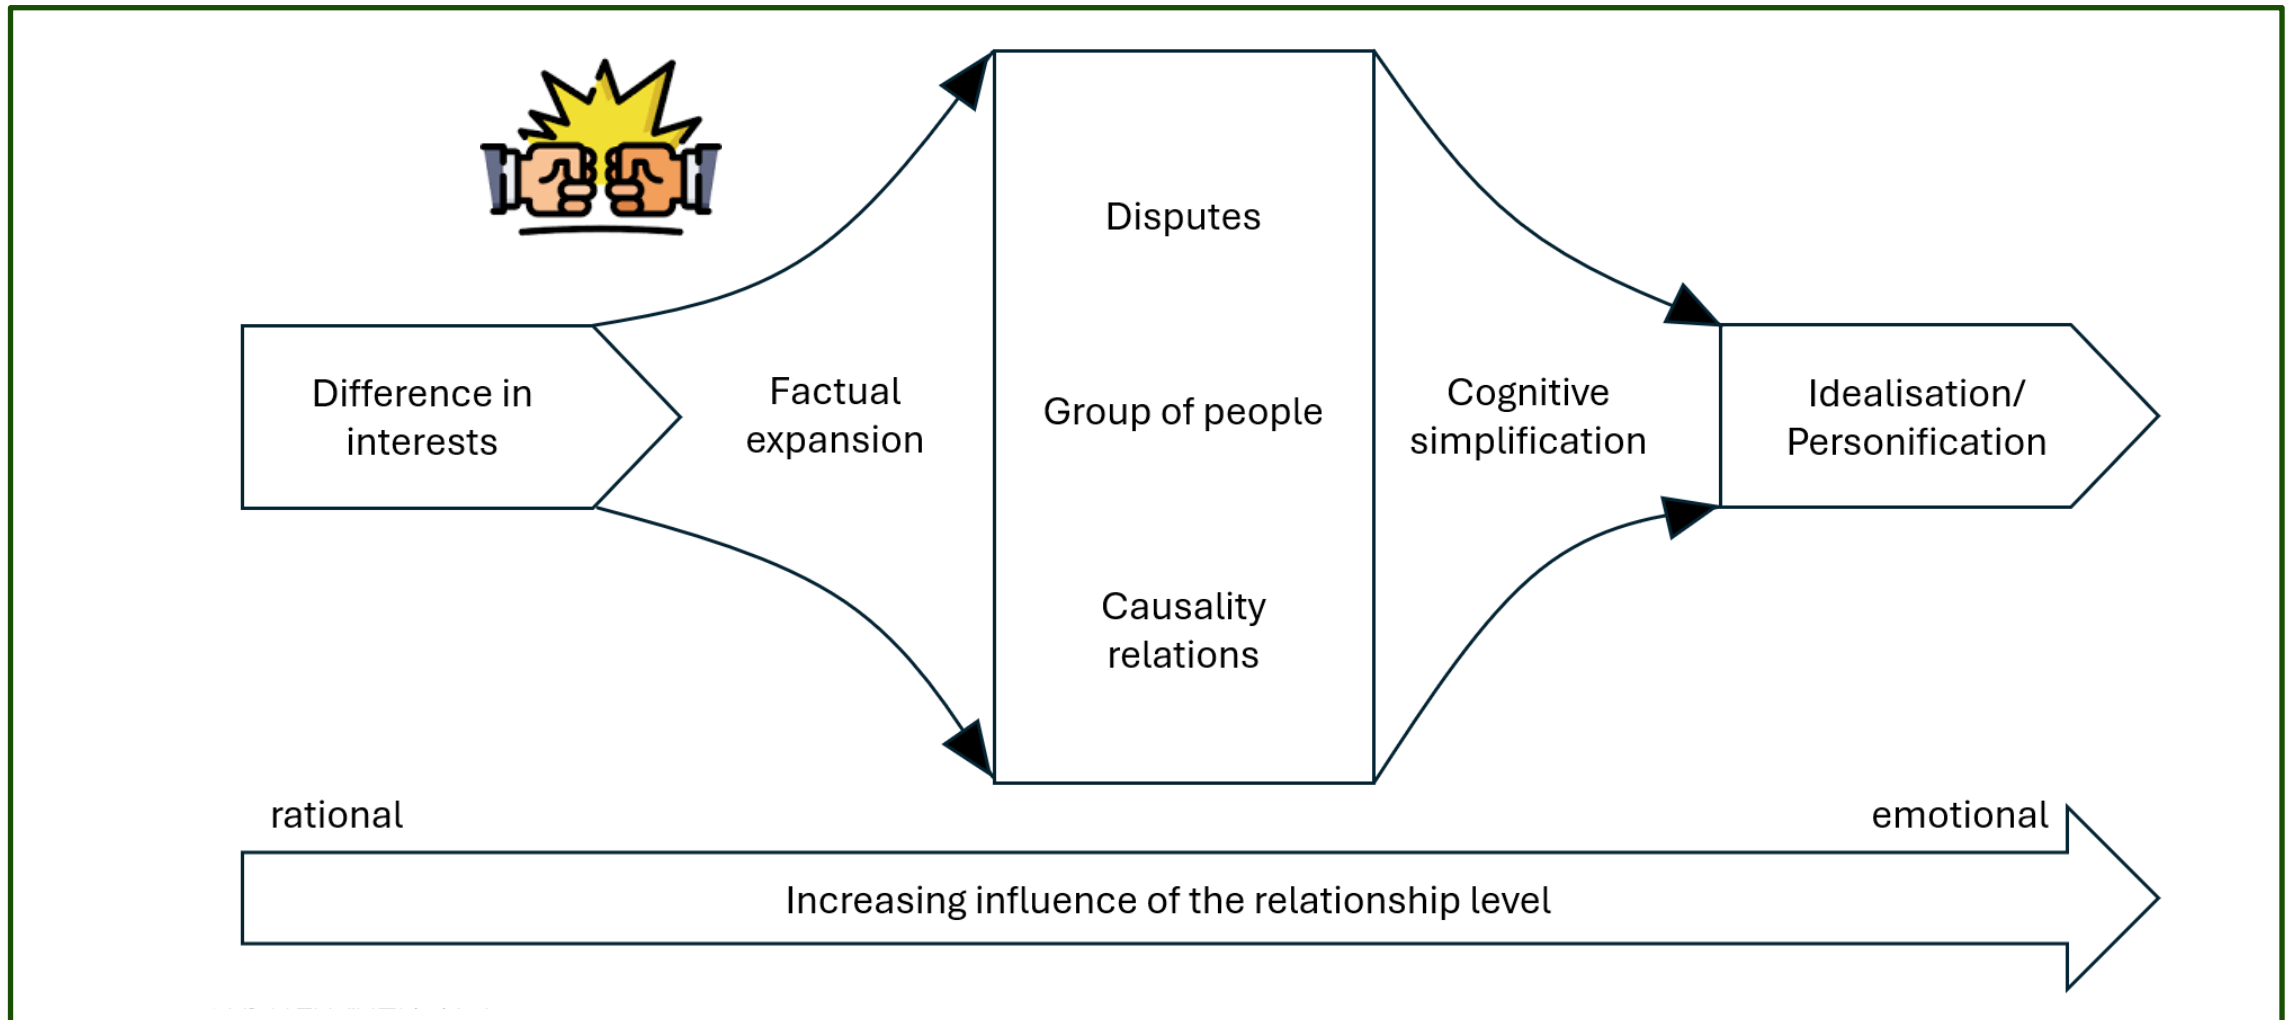 Disputes
Difference in
interests
Factual
expansion
Group of people
Cognitive
simplification
Idealisation/
Personification
Causality
relations
rational
emotional
Increasing influence of the relationship level